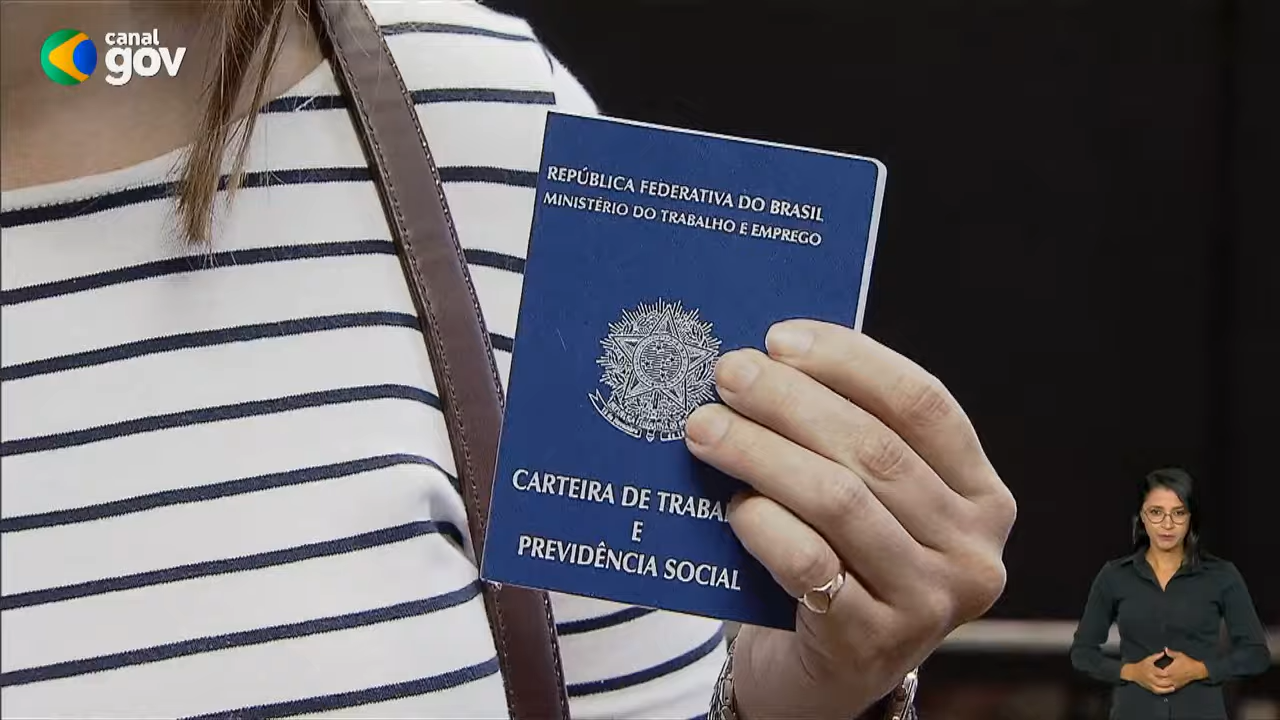 canal
gov
REPÚBLICA FEDERATIVA DO BRASIL
MINISTÉRIO DO TRABALHO E EMPREGO
CARTEIRA DE TRABA
E
PREVIDÊNCIA SOCIAL